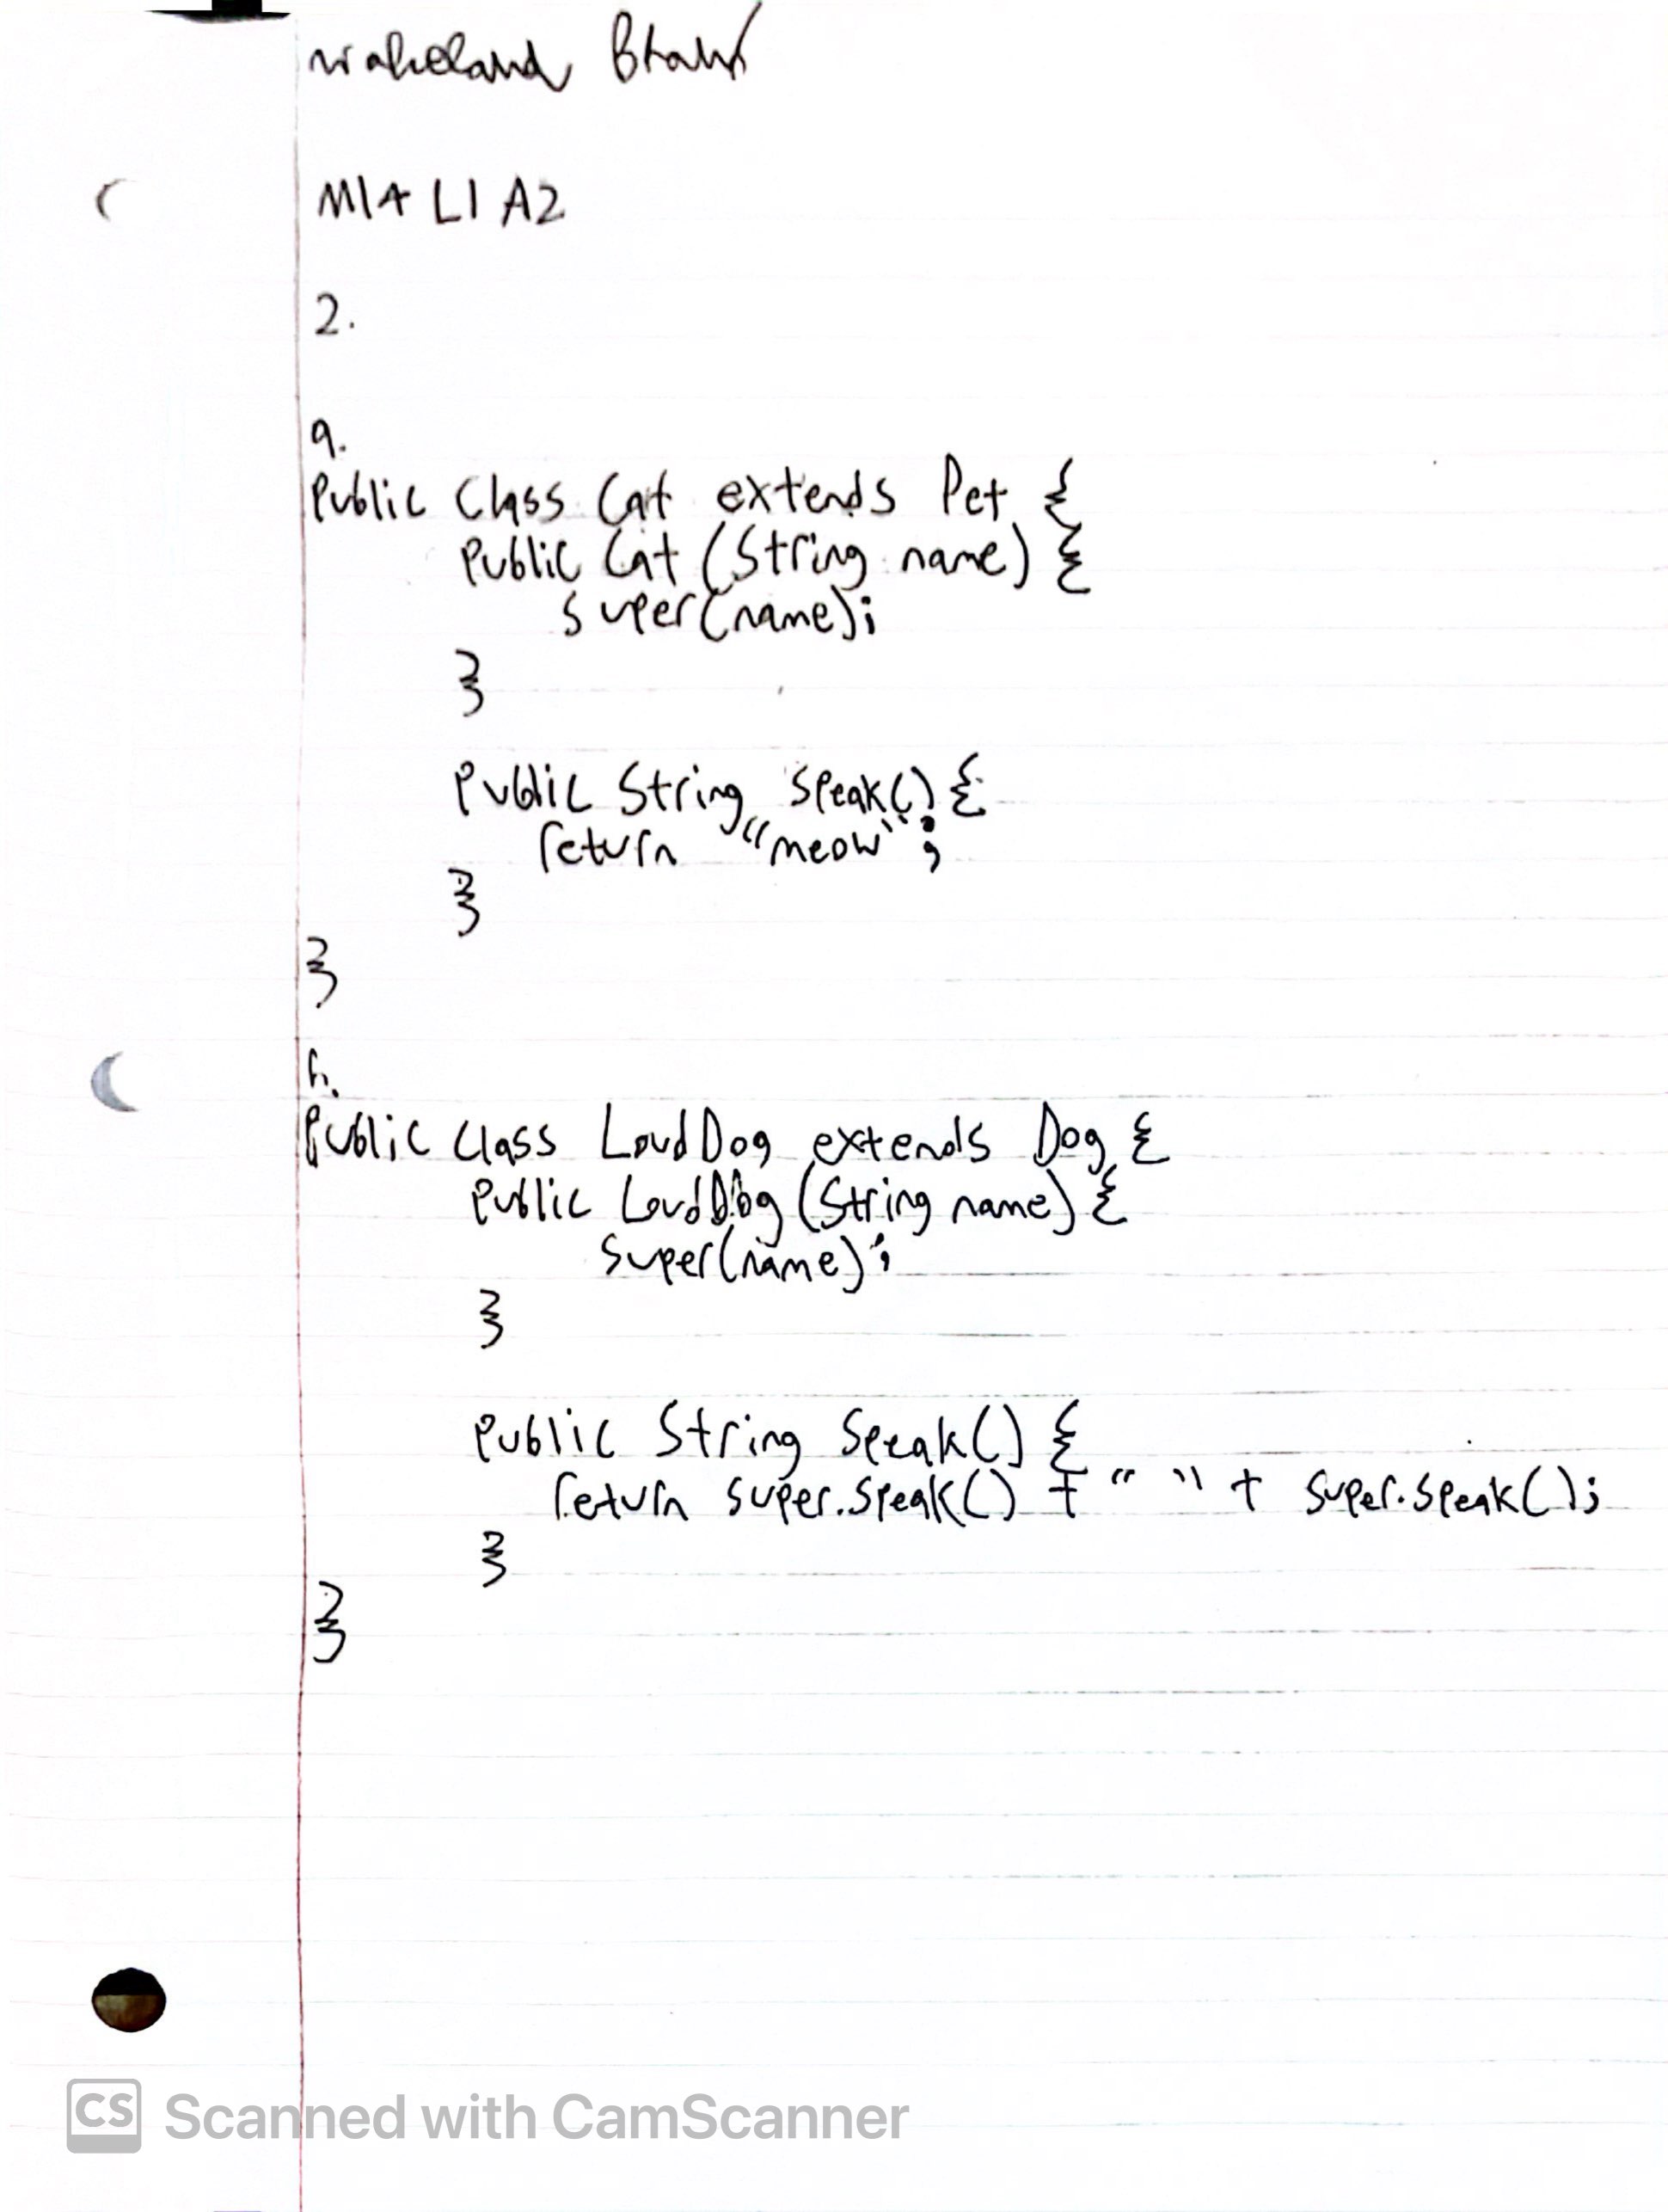 M14 L1 A2
2.
a.
Public Class Cat extends Pet {
Public Cat (String name) {
super(name);
}
Public String speak() {
return "meow";
}
}
b.
Public Class LoudDog extends Dog {
Public LoudDog (String name) {
super(name);
}
Public String Speak() {
return super.speak() + " " + super.speak();
}
}
CS Scanned with CamScanner